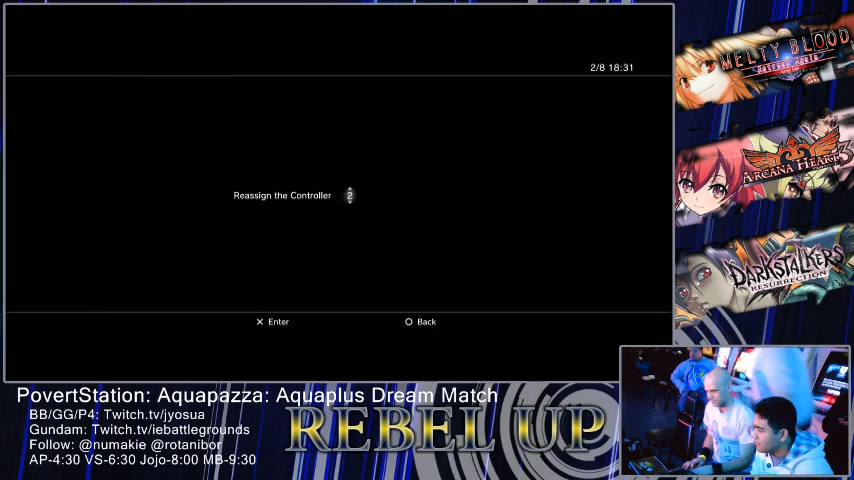 2/8 18:31
Reassign the Controller 2
✕ Enter
○ Back
MELTY BLOOD
ARCANA HEART 3
DARKSTALKERS
RESURRECTION
PovertStation: Aquapazza: Aquaplus Dream Match
BB/GG/P4: Twitch.tv/jyosua
Gundam: Twitch.tv/iebattlegrounds
Follow: @numakie @rotanibor
AP-4:30 VS-6:30 Jojo-8:00 MB-9:30
REBEL UP